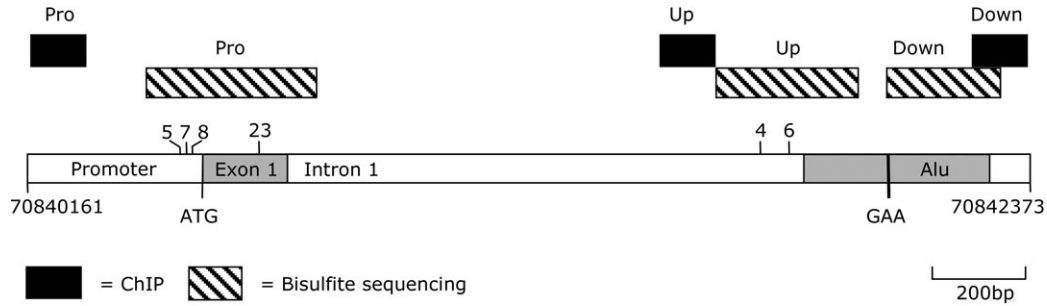 Pro Up Down
Pro Up Down
5 7 8 23 4 6
Promoter Exon 1 Intron 1 Alu
70840161 ATG GAA 70842373
= ChIP = Bisulfite sequencing
200bp